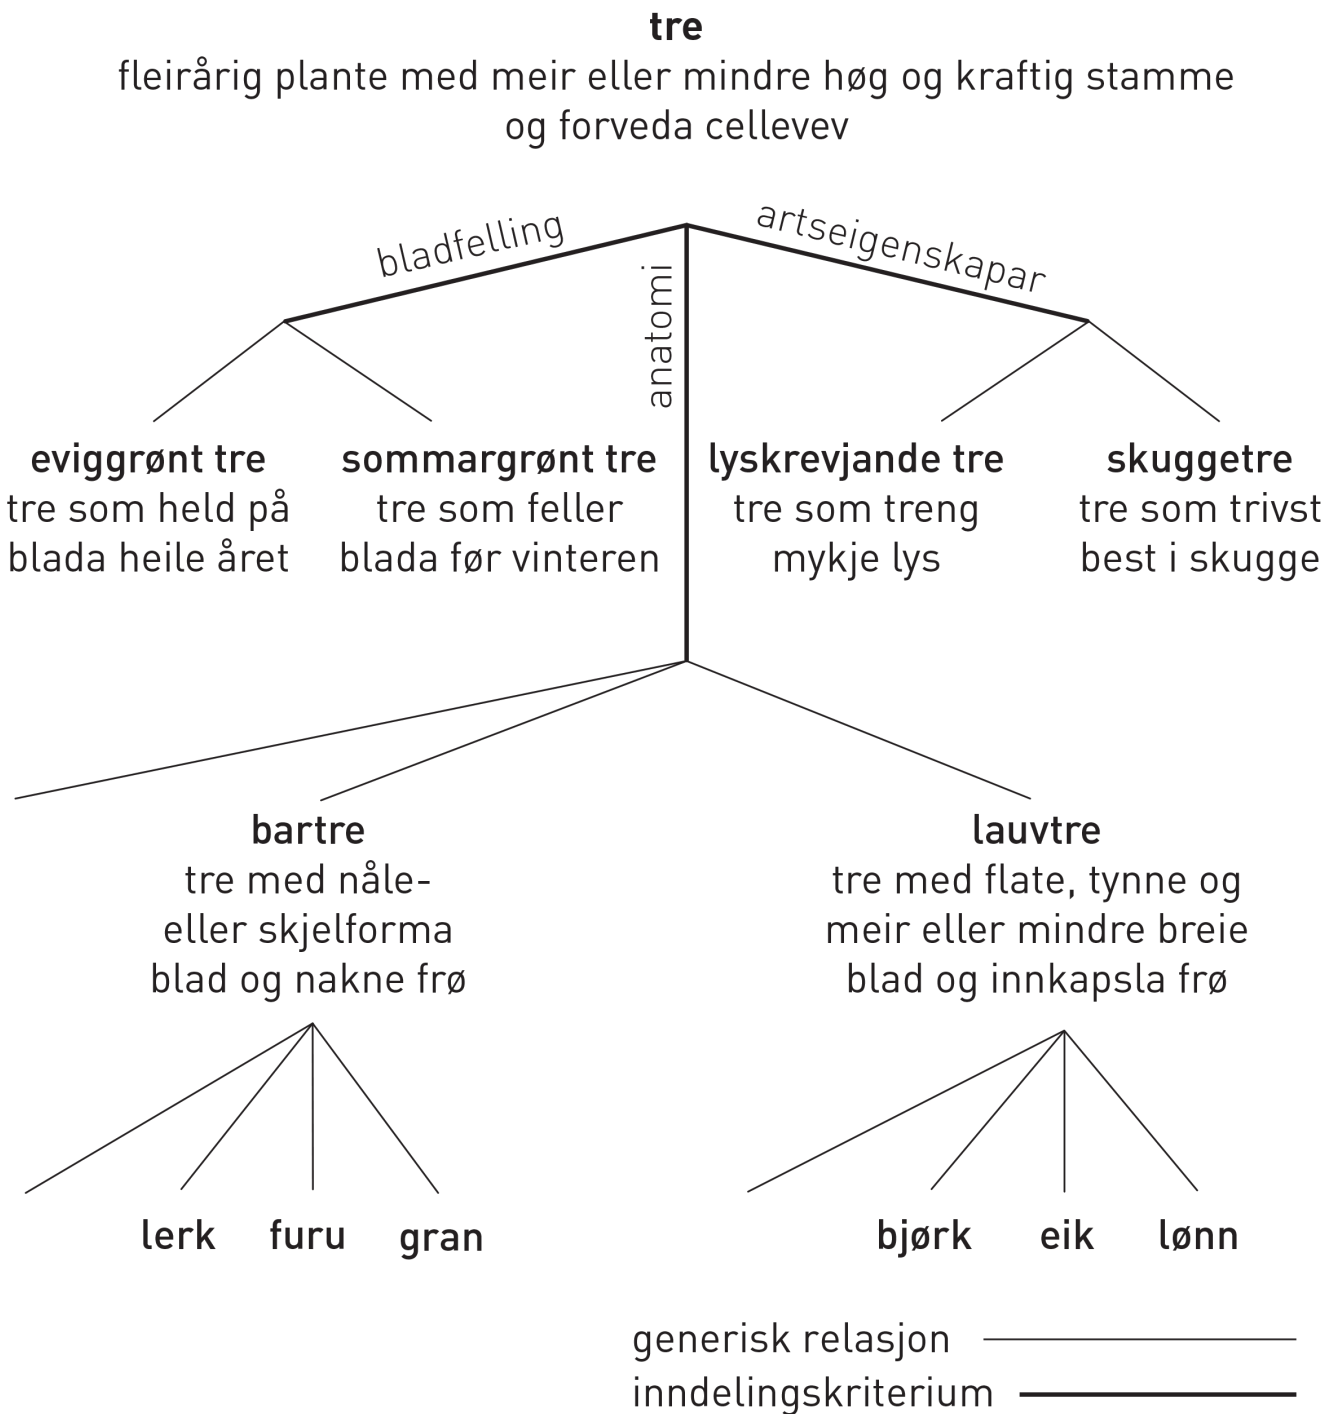 tre
fleirårig plante med meir eller mindre høg og kraftig stamme
og forveda cellevev
bladfelling
anatomi
artseigenskapar
eviggrønt tre
tre som held på
blada heile året
sommargrønt tre
tre som feller
blada før vinteren
lyskrevjande tre
tre som treng
mykje lys
skuggetre
tre som trivst
best i skugge
bartre
tre med nåle-
eller skjelforma
blad og nakne frø
lauvtre
tre med flate, tynne og
meir eller mindre breie
blad og innkapsla frø
lerk
furu
gran
bjørk
eik
lønn
generisk relasjon
inndelingskriterium